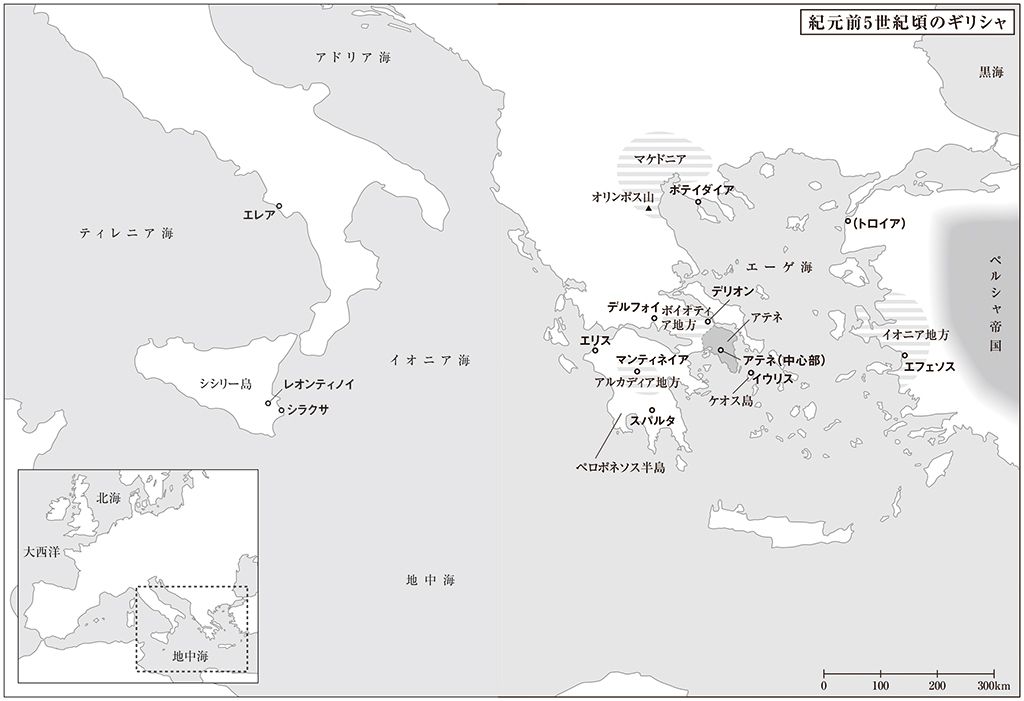 紀元前5世紀頃のギリシャ
アドリア海
黒海
マケドニア
オリンポス山
ポテイダイア
エレア
(トロイア)
ティレニア海
エーゲ海
ペルシャ帝国
デリオン
デルフォイ
ボイオティ
ア地方
アテネ
イオニア地方
エリス
マンティネイア
アテネ(中心部)
イオニア海
エフェソス
シシリー島
レオンティノイ
アルカディア地方
イウリス
ケオス島
シラクサ
スパルタ
ペロポネソス半島
北海
大西洋
地中海
地中海
0 100 200 300km